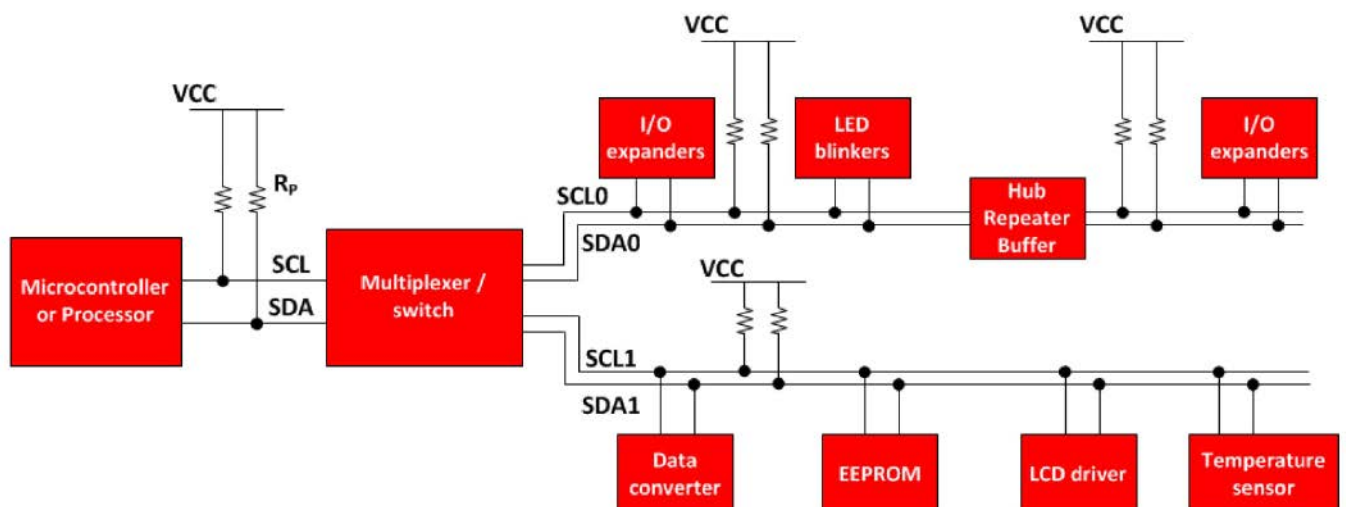 VCC
VCC
VCC
I/O
expanders
LED
blinkers
I/O
expanders
R_P
SCL0
Hub
Repeater
Buffer
SDA0
Microcontroller
or Processor
SCL
SDA
Multiplexer /
switch
VCC
SCL1
SDA1
Data
converter
EEPROM
LCD driver
Temperature
sensor